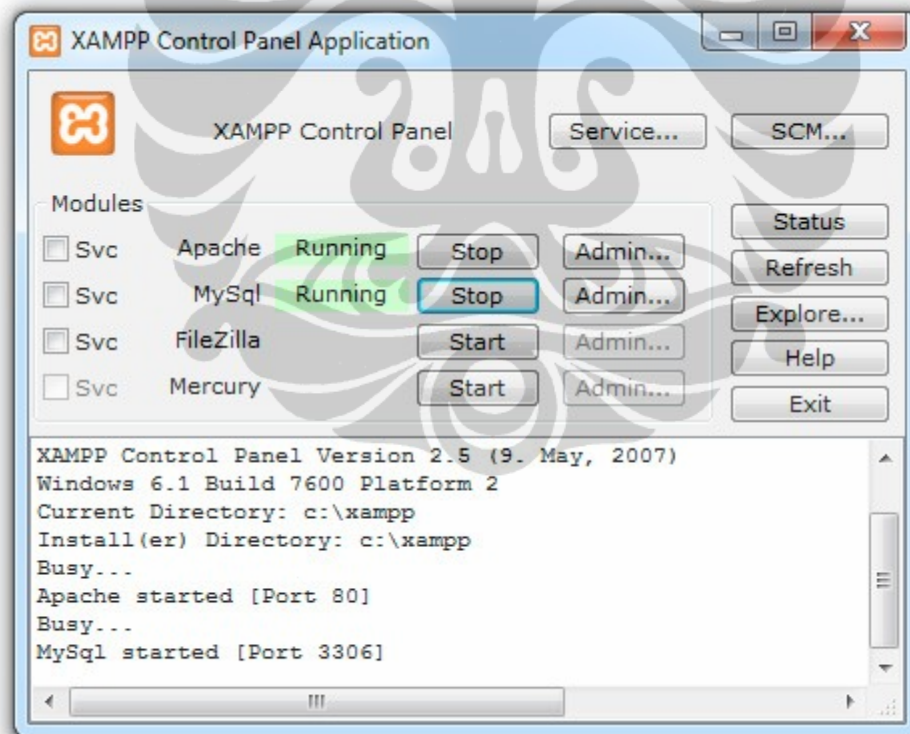 XAMPP Control Panel Application
XAMPP Control Panel Service... SCM...
Modules
Svc Apache Running Stop Admin...
Svc MySql Running Stop Admin...
Svc FileZilla Start Admin...
Svc Mercury Start Admin...
Status
Refresh
Explore...
Help
Exit
XAMPP Control Panel Version 2.5 (9. May, 2007)
Windows 6.1 Build 7600 Platform 2
Current Directory: c:\xampp
Install(er) Directory: c:\xampp
Busy...
Apache started [Port 80]
Busy...
MySql started [Port 3306]